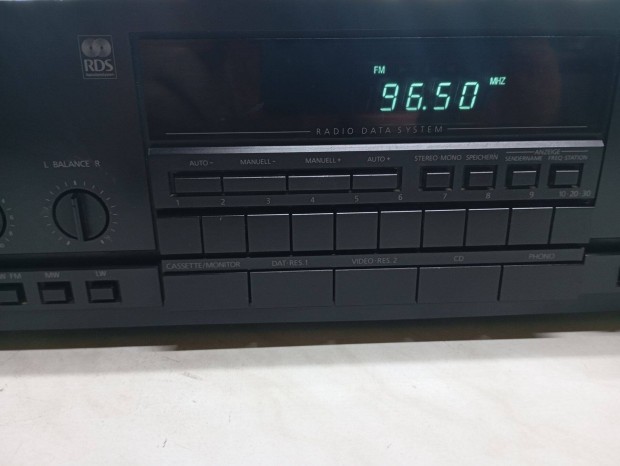 RDS
FM
96.50 MHZ
RADIO DATA SYSTEM
L BALANCE R
AUTO – MANUELL – MANUELL + AUTO + STEREO-MONO SPEICHERN SENDERNAME ANZEIGE FREQ.-STATION
1 2 3 4 5 6 7 8 9 10·20·30
CASSETTE/MONITOR DAT-RES.1 VIDEO-RES.2 CD PHONO
FM MW LW